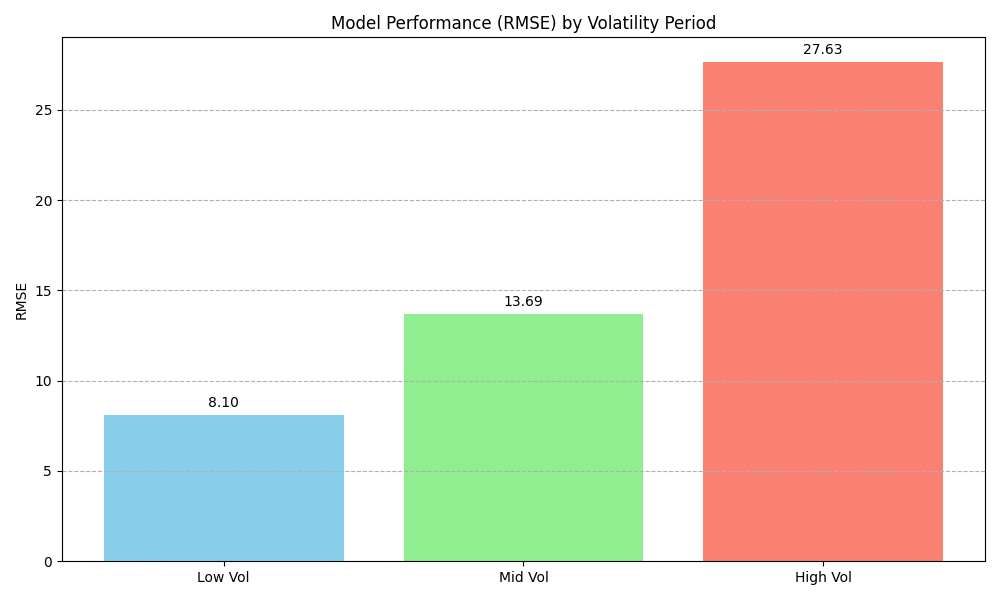 Model Performance (RMSE) by Volatility Period
27.63
25
20
15
13.69
RMSE
10
8.10
5
0
Low Vol
Mid Vol
High Vol